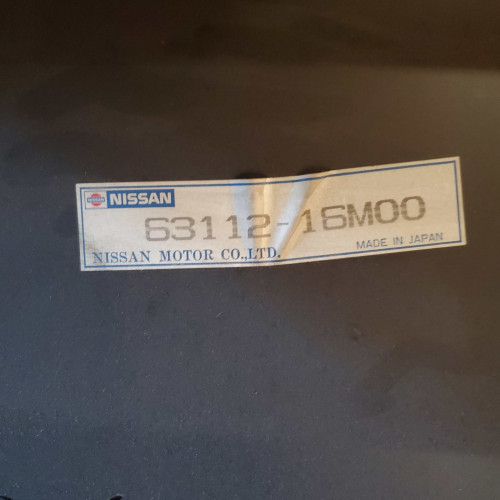 NISSAN
63112-16M00
NISSAN MOTOR CO.,LTD.
MADE IN JAPAN